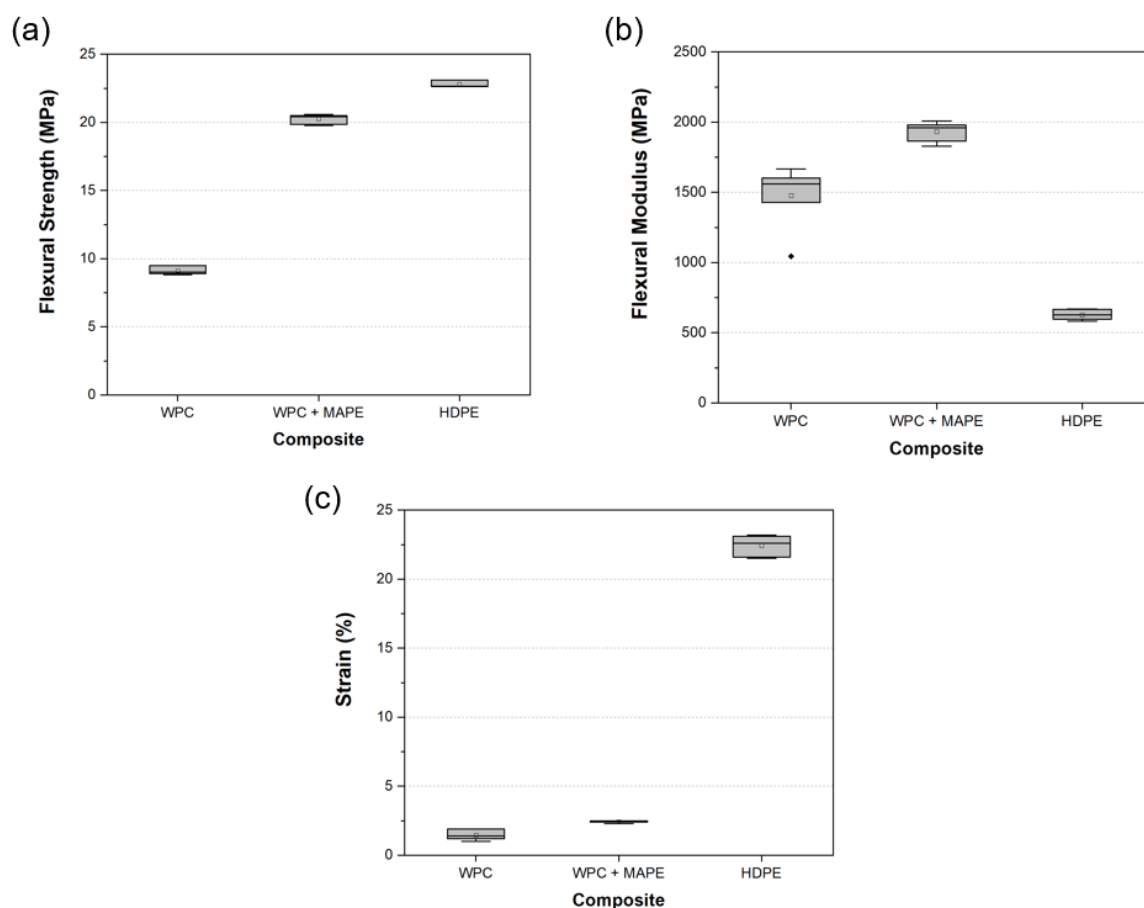 (a)
Flexural Strength (MPa)
25
20
15
10
5
0
WPC
WPC + MAPE
HDPE
Composite
(b)
Flexural Modulus (MPa)
2500
2000
1500
1000
500
0
WPC
WPC + MAPE
HDPE
Composite
(c)
Strain (%)
25
20
15
10
5
0
WPC
WPC + MAPE
HDPE
Composite